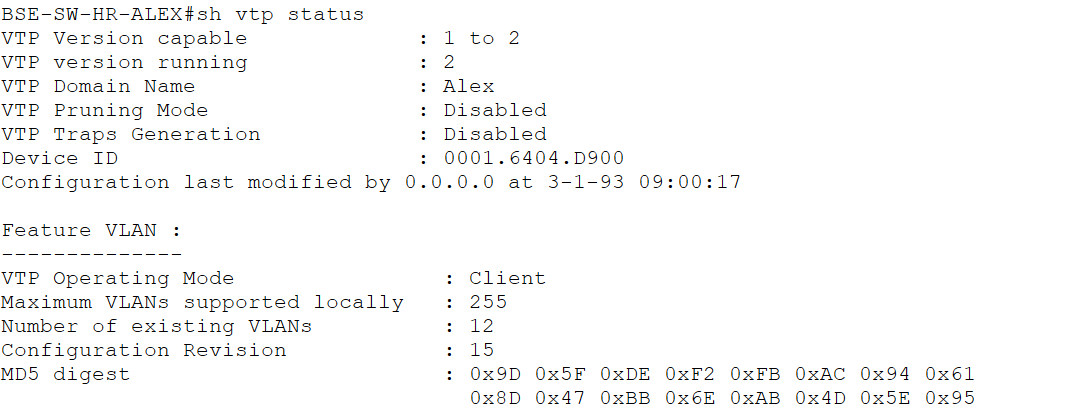 BSE-SW-HR-ALEX#sh vtp status
VTP Version capable : 1 to 2
VTP version running : 2
VTP Domain Name : Alex
VTP Pruning Mode : Disabled
VTP Traps Generation : Disabled
Device ID : 0001.6404.D900
Configuration last modified by 0.0.0.0 at 3-1-93 09:00:17
Feature VLAN :
--------------
VTP Operating Mode : Client
Maximum VLANs supported locally : 255
Number of existing VLANs : 12
Configuration Revision : 15
MD5 digest : 0x9D 0x5F 0xDE 0xF2 0xFB 0xAC 0x94 0x61
0x8D 0x47 0xBB 0x6E 0xAB 0x4D 0x5E 0x95